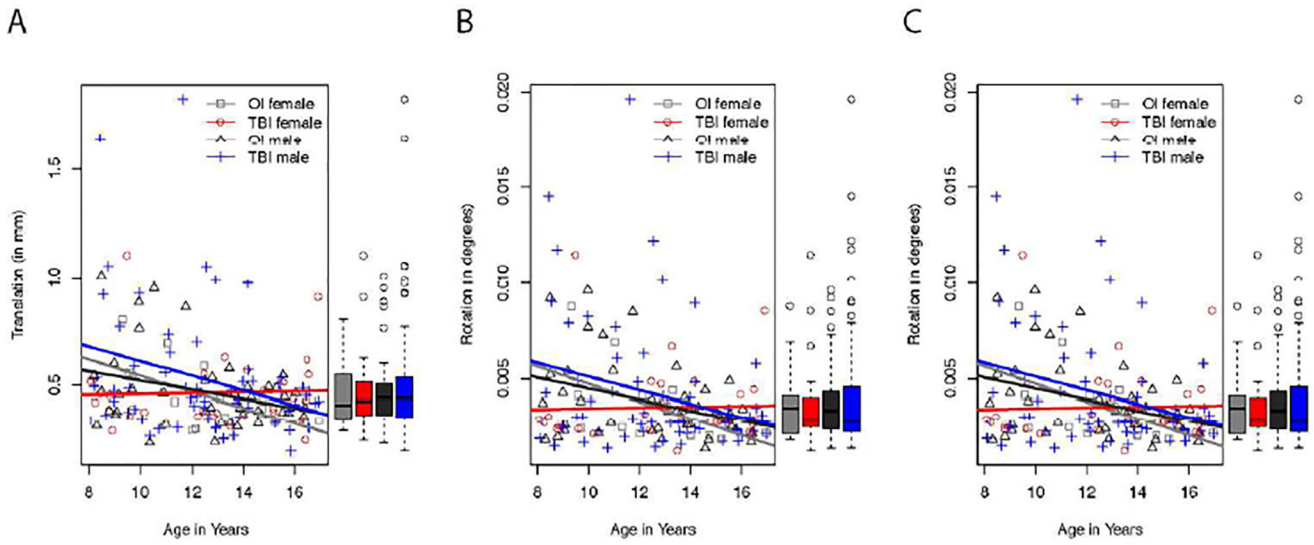 A
B
C
OI female
TBI female
OI male
TBI male
Translation (in mm)
0.5
1.0
1.5
8
10
12
14
16
Age in Years
OI female
TBI female
OI male
TBI male
Rotation in degrees)
0.005
0.010
0.015
0.020
8
10
12
14
16
Age in Years
OI female
TBI female
OI male
TBI male
Rotation in degrees)
0.005
0.010
0.015
0.020
8
10
12
14
16
Age in Years